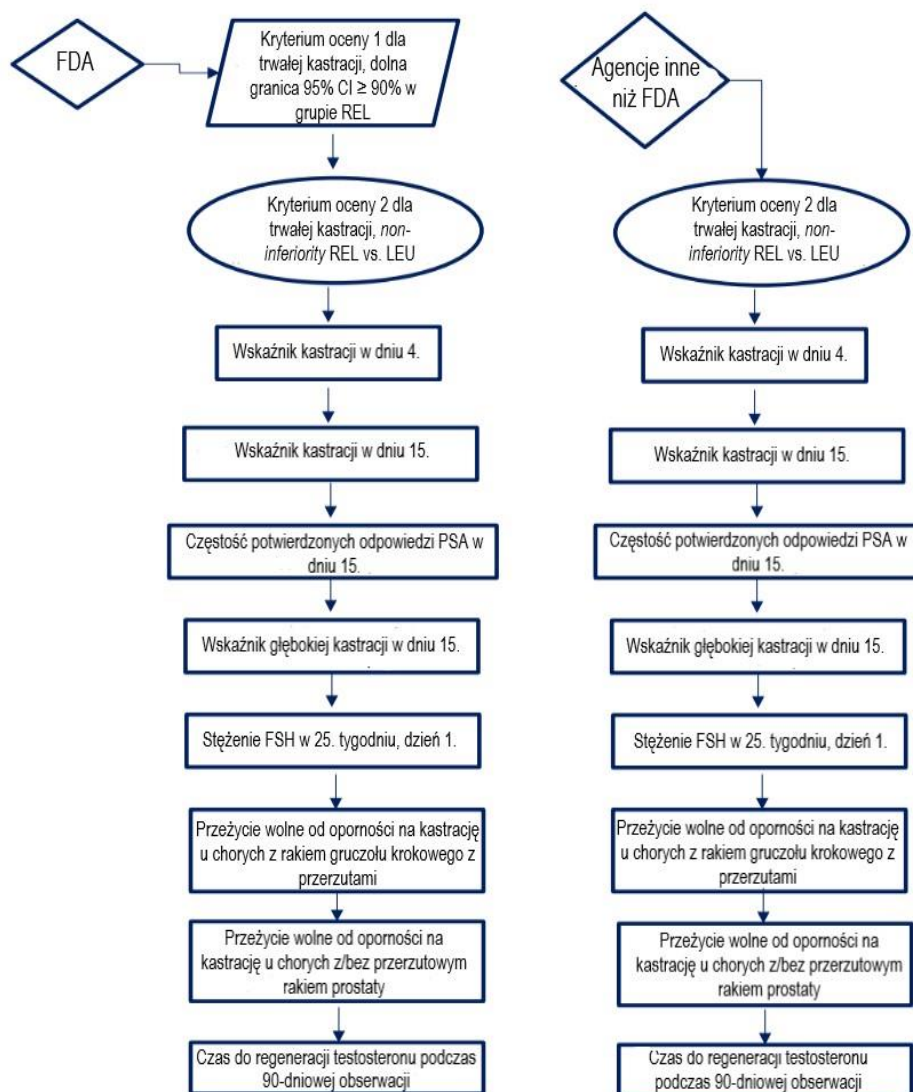 FDA
Kryterium oceny 1 dla
trwałej kastracji, dolna
granica 95% CI ≥ 90% w
grupie REL
Kryterium oceny 2 dla
trwałej kastracji, non-
inferiority REL vs. LEU
Wskaźnik kastracji w dniu 4.
Wskaźnik kastracji w dniu 15.
Częstość potwierdzonych odpowiedzi PSA w
dniu 15.
Wskaźnik głębokiej kastracji w dniu 15.
Stężenie FSH w 25. tygodniu, dzień 1.
Przeżycie wolne od oporności na kastrację
u chorych z rakiem gruczołu krokowego z
przerzutami
Przeżycie wolne od oporności na
kastrację u chorych z/bez przerzutowym
rakiem prostaty
Czas do regeneracji testosteronu podczas
90-dniowej obserwacji
Agencje inne
niż FDA
Kryterium oceny 2 dla
trwałej kastracji, non-
inferiority REL vs. LEU
Wskaźnik kastracji w dniu 4.
Wskaźnik kastracji w dniu 15.
Częstość potwierdzonych odpowiedzi PSA w
dniu 15.
Wskaźnik głębokiej kastracji w dniu 15.
Stężenie FSH w 25. tygodniu, dzień 1.
Przeżycie wolne od oporności na kastrację
u chorych z rakiem gruczołu krokowego z
przerzutami
Przeżycie wolne od oporności na
kastrację u chorych z/bez przerzutowym
rakiem prostaty
Czas do regeneracji testosteronu
podczas 90-dniowej obserwacji